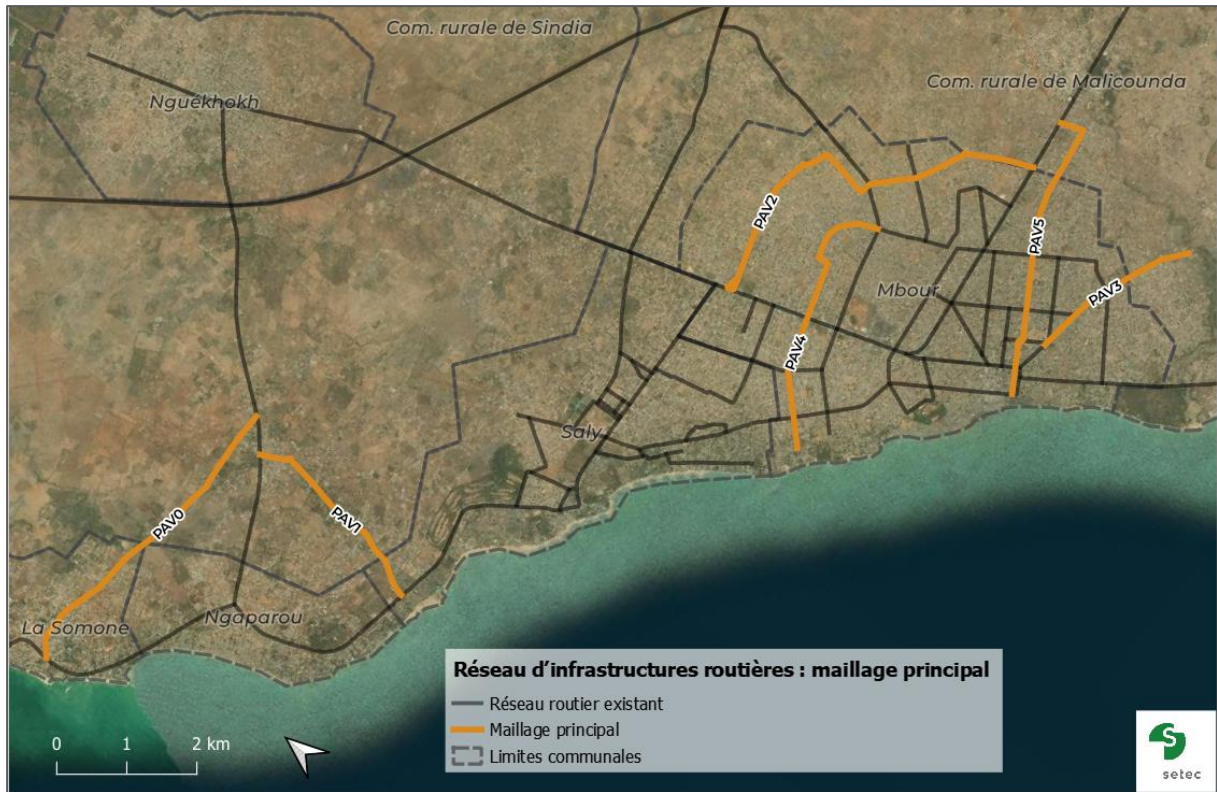 Com. rurale de Sindia
Com. rurale de Malicounda
Nguékhokh
PAV2
PAV5
Mbour
PAV3
PAV4
Saly
PAV0
PAV1
La Somone
Ngaparou
Réseau d'infrastructures routières : maillage principal
Réseau routier existant
Maillage principal
Limites communales
0 1 2 km
setec